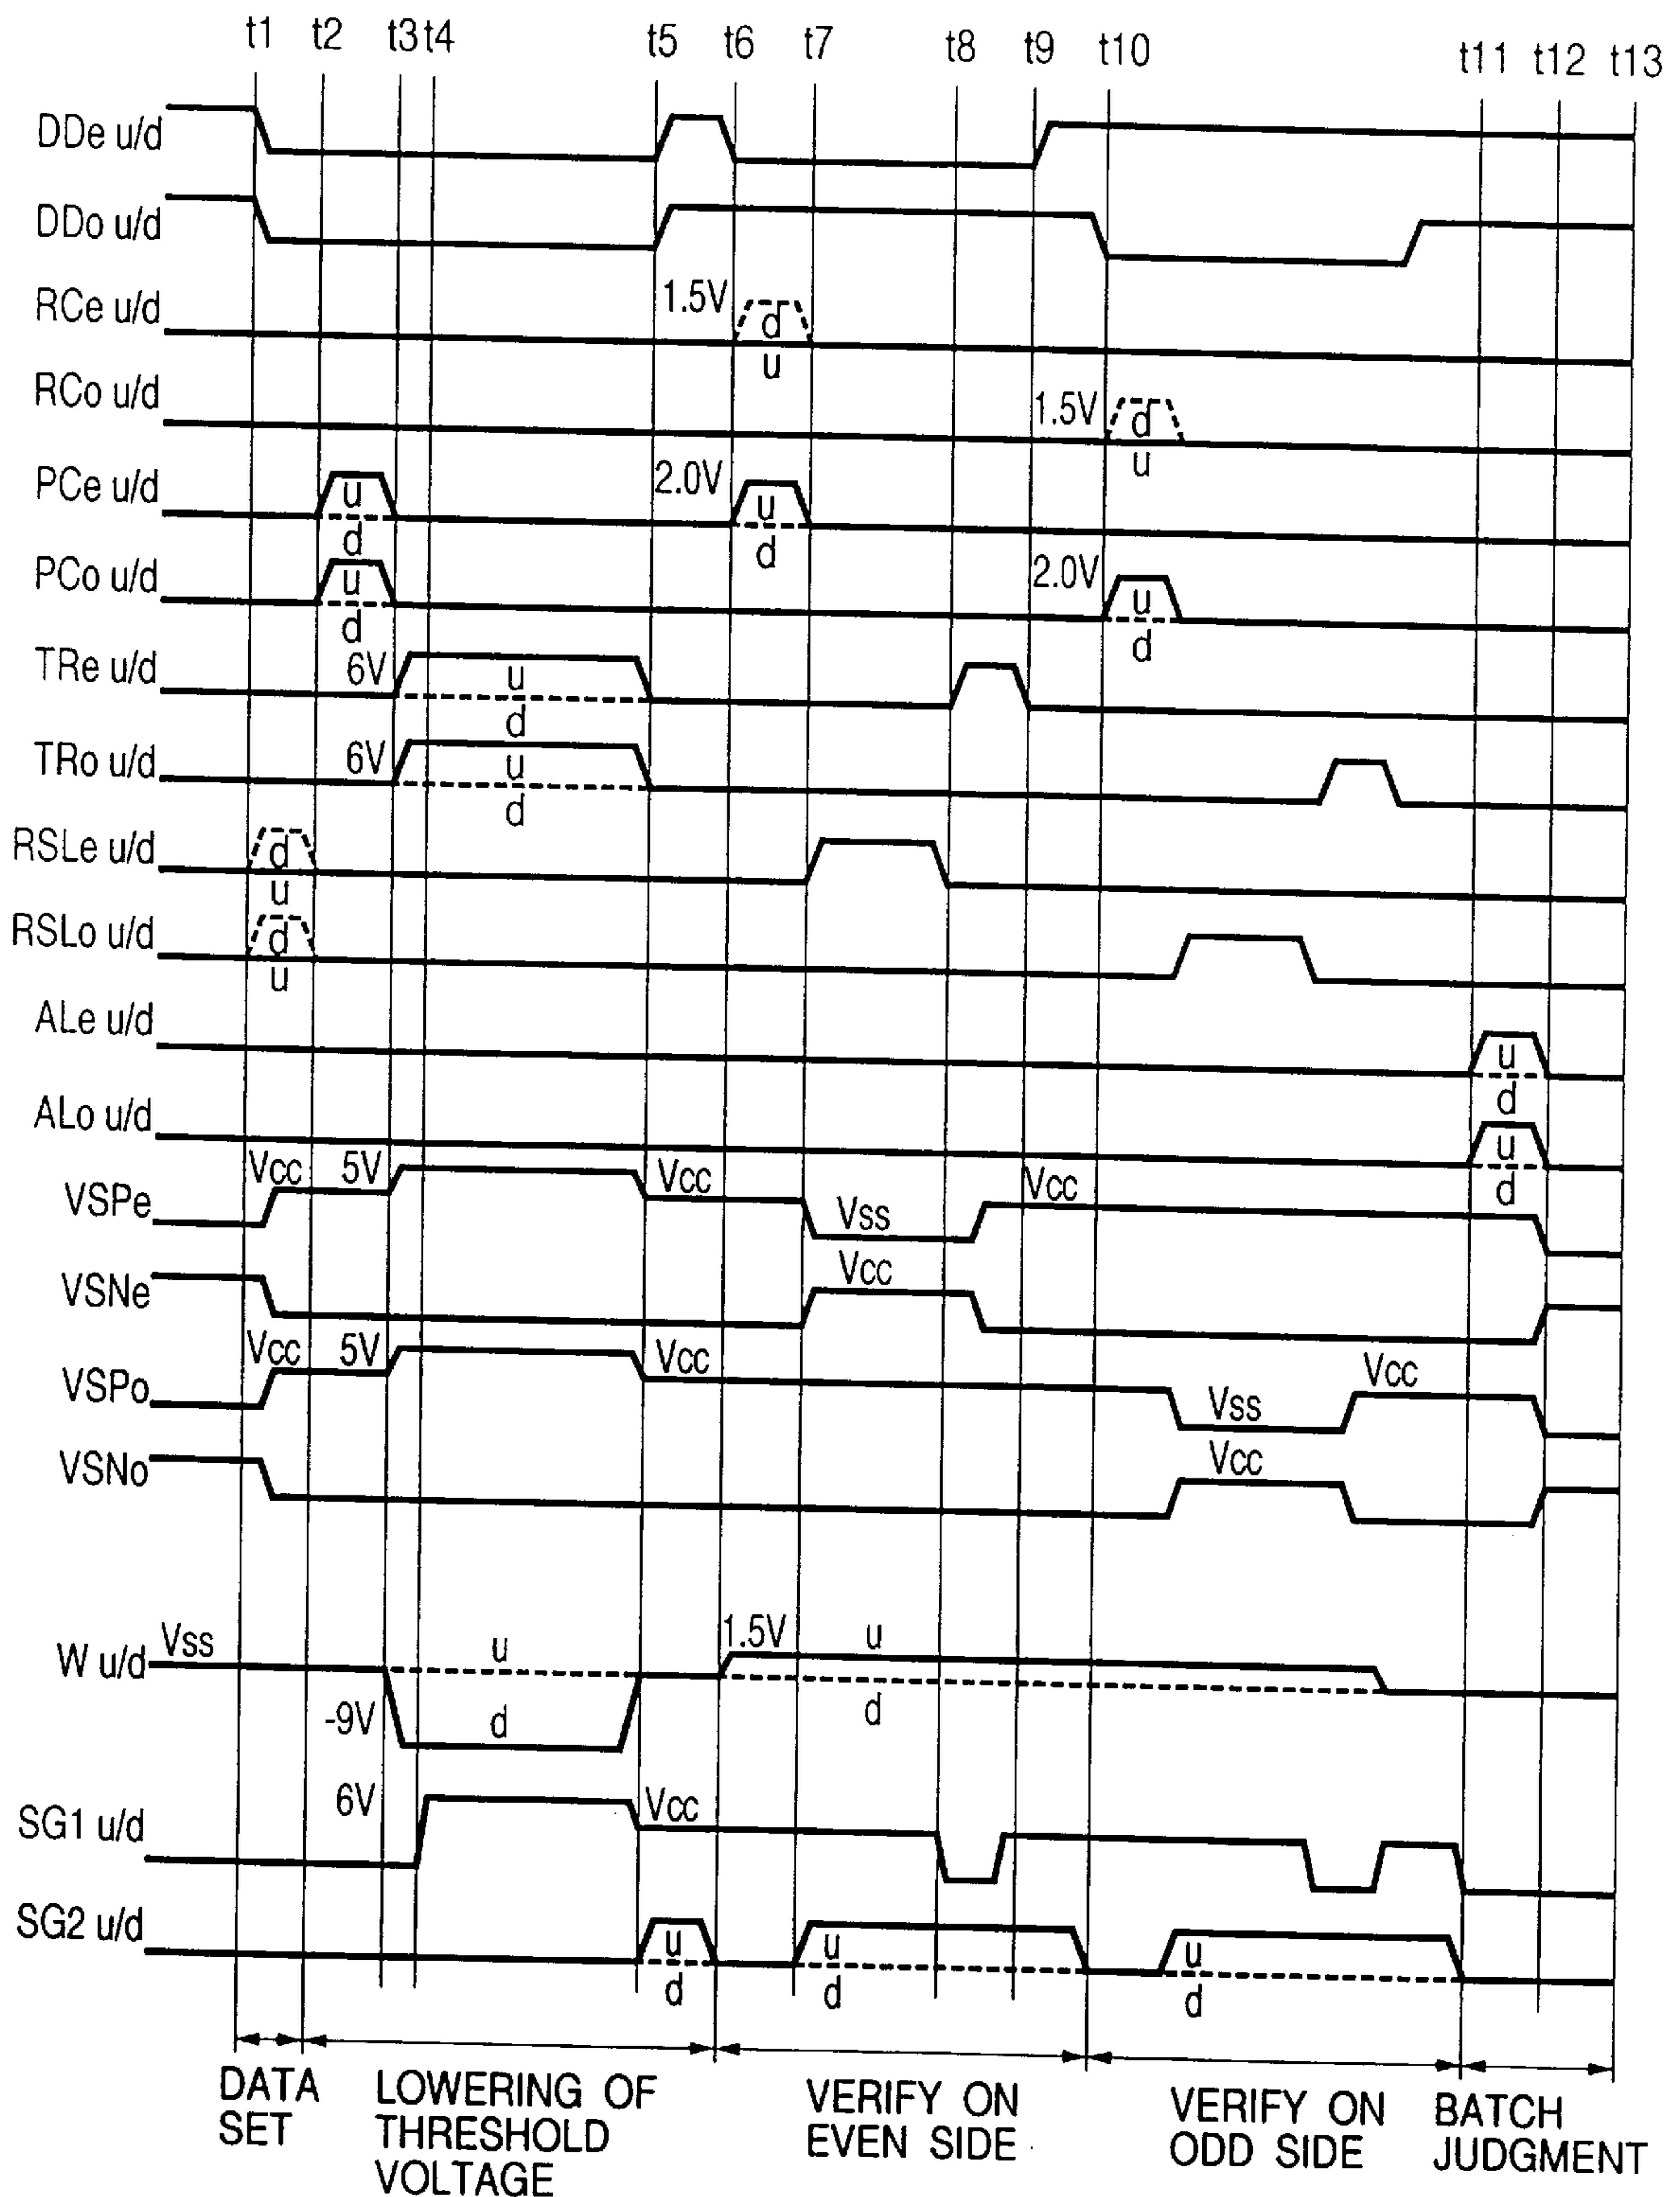 t1 t2 t3 t4 t5 t6 t7 t8 t9 t10 t11 t12 t13
DDe u/d
DDo u/d
RCe u/d 1.5V d
u
RCo u/d 1.5V d
u
PCe u/d u 2.0V u
d d
PCo u/d u 2.0V u
d d
TRe u/d 6V u
d
TRo u/d 6V u
d
RSLe u/d d
u
RSLo u/d d
u
ALe u/d u
d
ALo u/d u
d
VSPe Vcc 5V Vcc Vss Vcc
VSNe Vcc
VSPo Vcc 5V Vcc Vss Vcc
VSNo Vcc
W u/d Vss u 1.5V u
-9V d d
SG1 u/d 6V Vcc
SG2 u/d u u u
d d d
DATA SET
LOWERING OF THRESHOLD VOLTAGE
VERIFY ON EVEN SIDE
VERIFY ON ODD SIDE
BATCH JUDGMENT